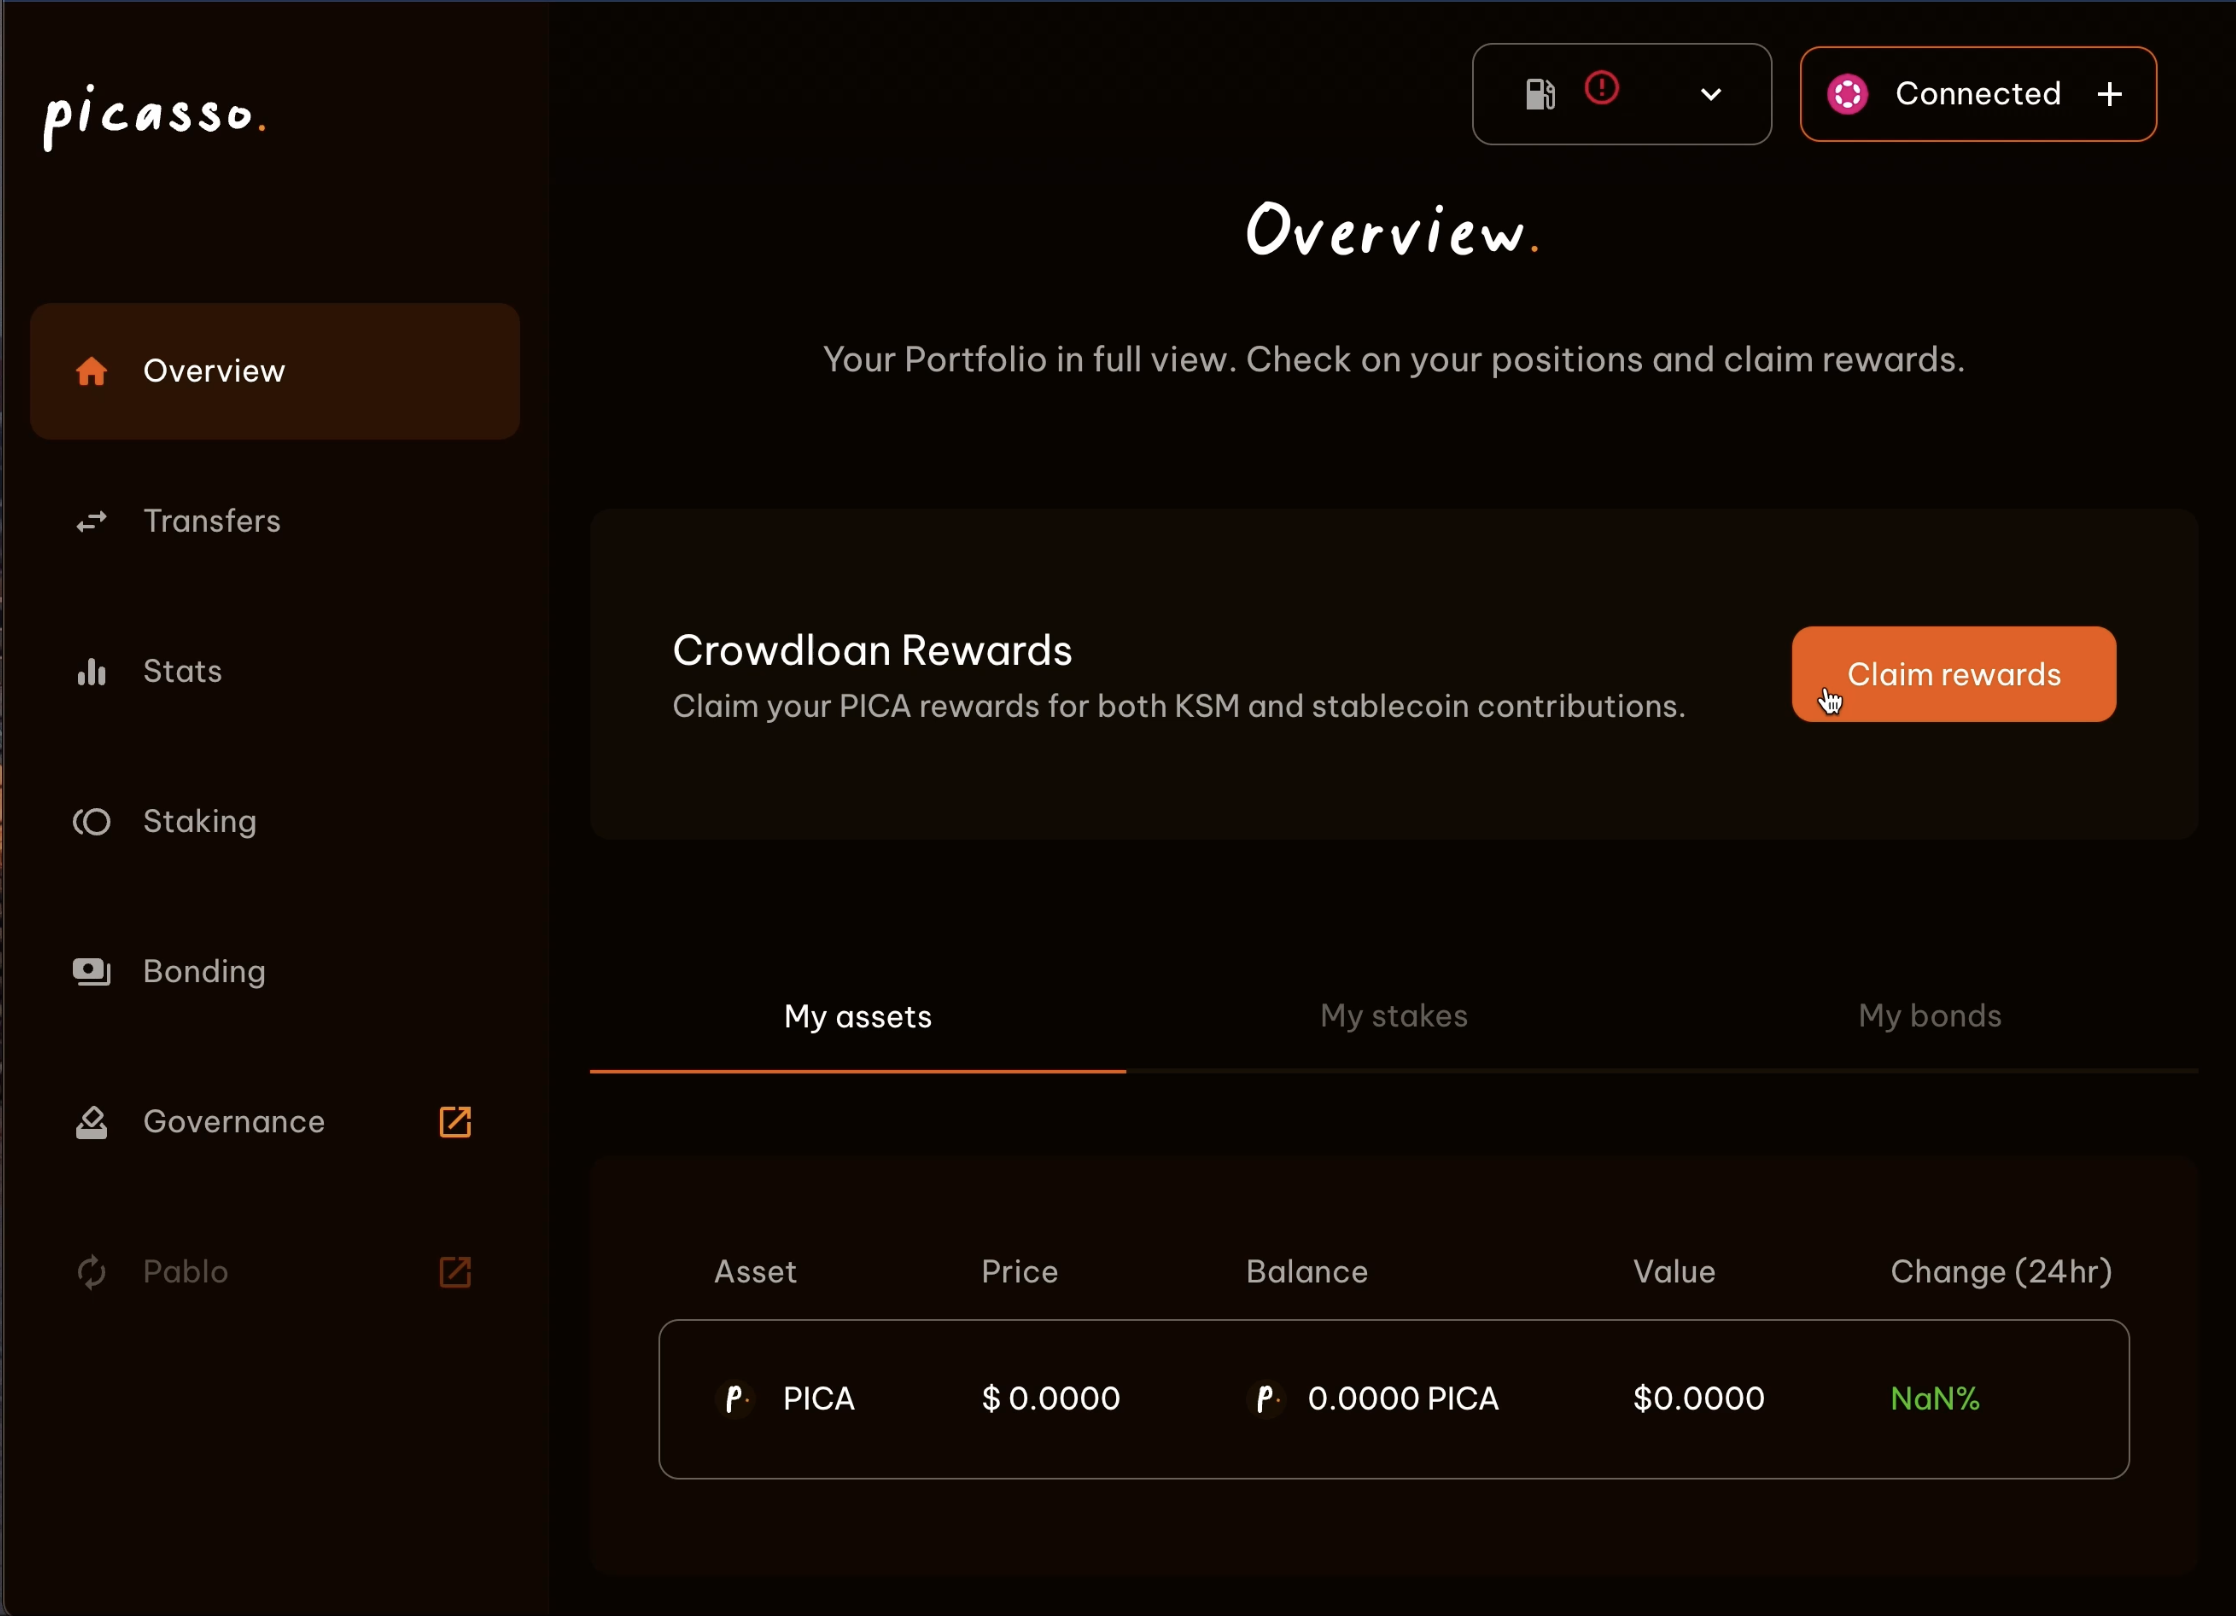 picasso.
Connected +
Overview.
Your Portfolio in full view. Check on your positions and claim rewards.
Overview
Transfers
Stats
Staking
Bonding
Governance
Pablo
Crowdloan Rewards
Claim your PICA rewards for both KSM and stablecoin contributions.
Claim rewards
My assets
My stakes
My bonds
Asset Price Balance Value Change (24hr)
p. PICA $ 0.0000 p. 0.0000 PICA $0.0000 NaN%